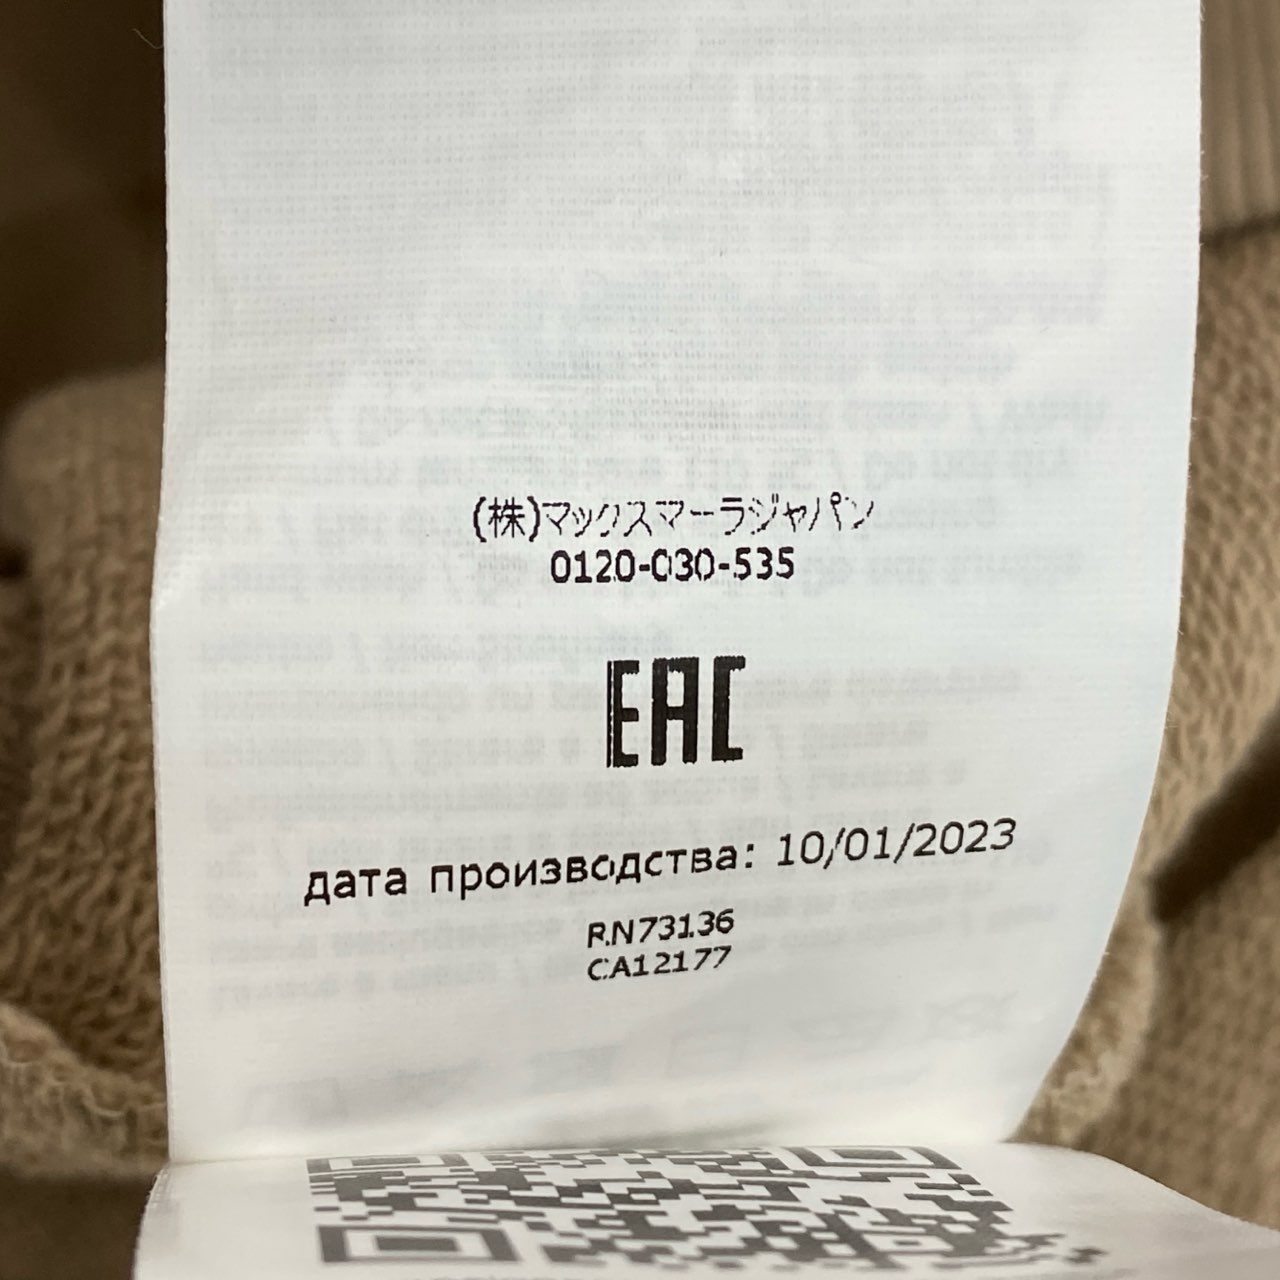 (株)マックスマーラジャパン
0120-030-535
EAC
дата производства: 10/01/2023
RN73136
CA12177